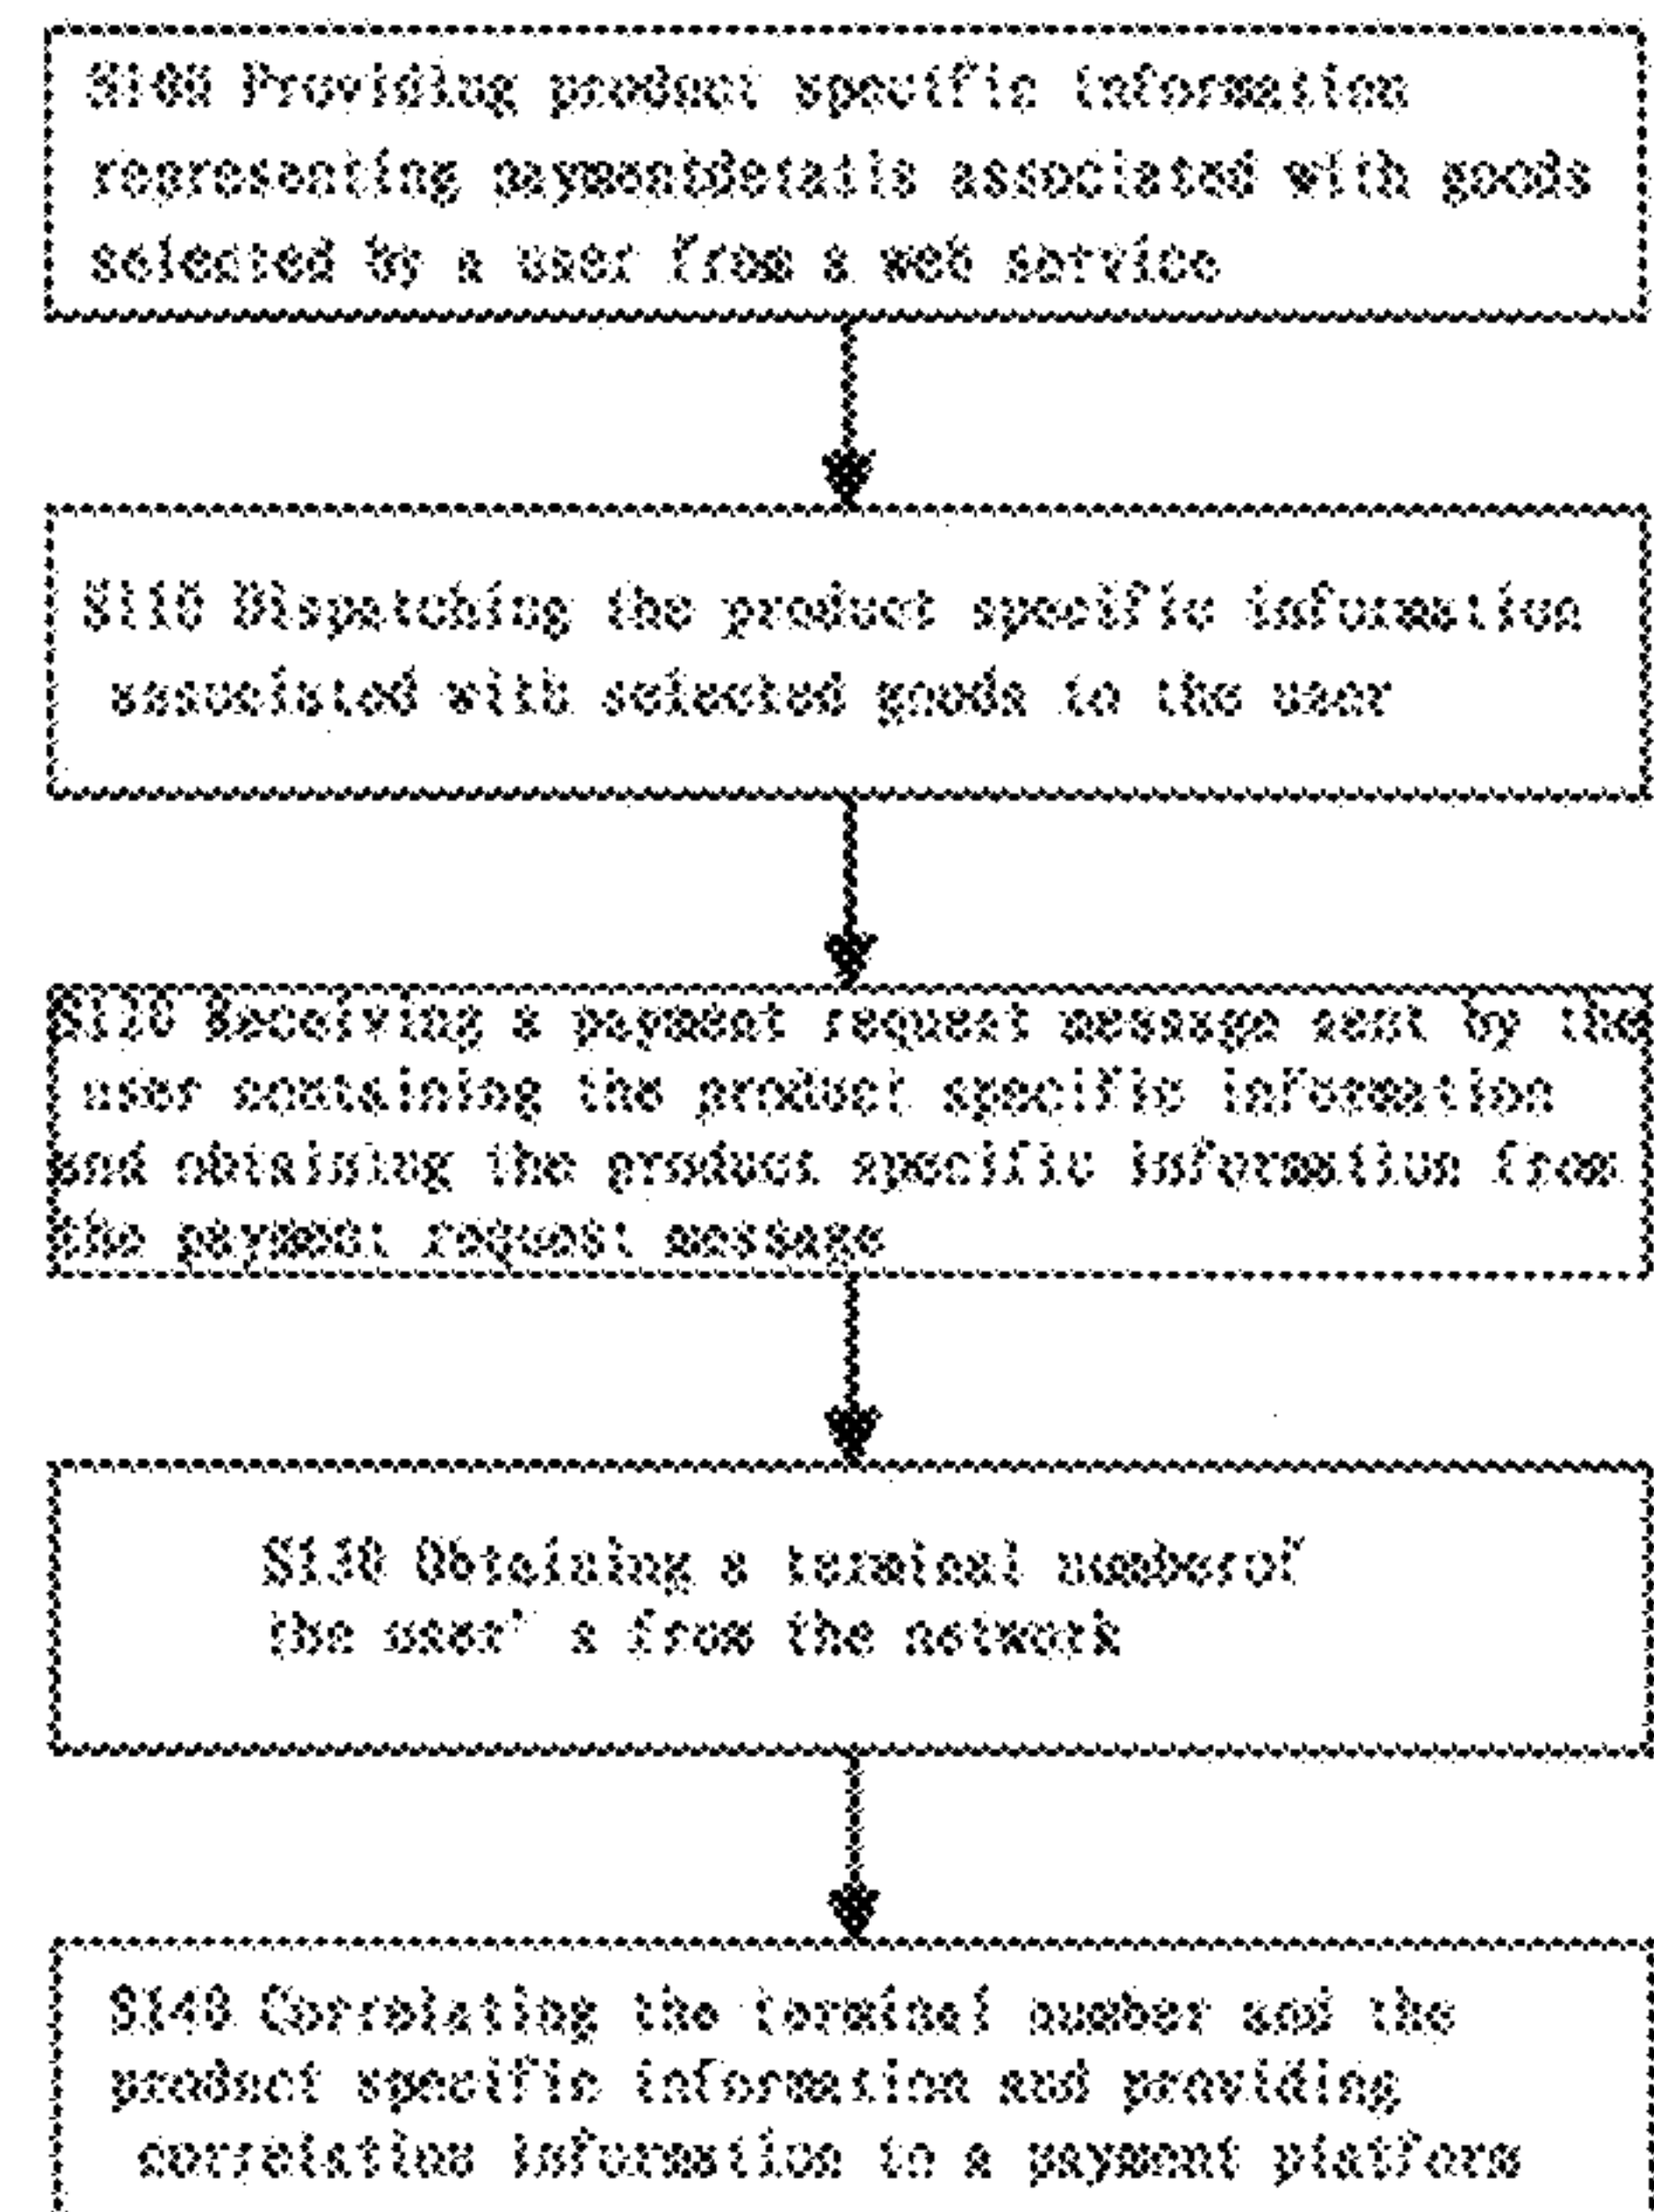 S100 Providing product specific information
representing paymentdetails associated with goods
selected by a user from a web service
S110 Dispatching the product specific information
associated with selected goods to the user
S120 Receiving a payment request message sent by the
user containing the product specific information
and obtaining the product specific information from
the payment request message
S130 Obtaining a terminal numberof
the user' s from the network
S140 Correlating the terminal number and the
product specific information and providing
correlation information to a payment platform